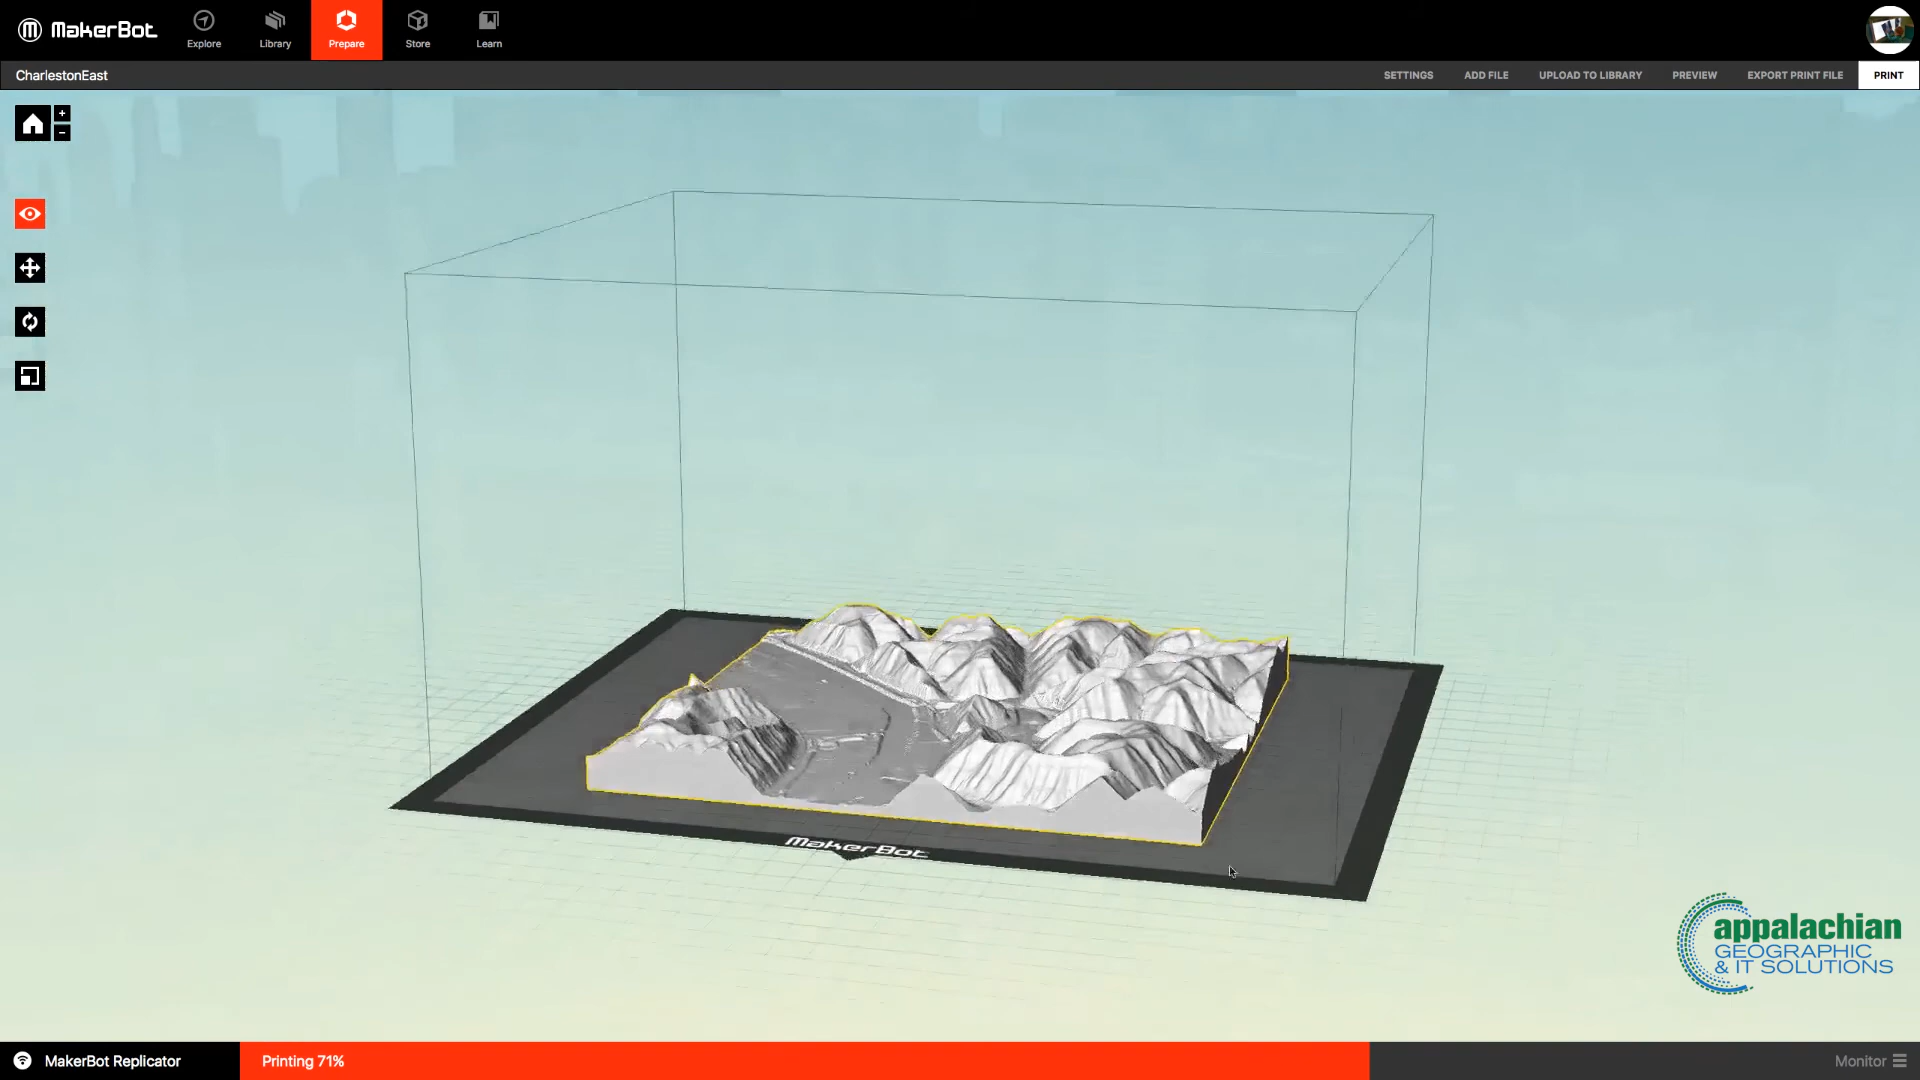 MakerBot
Explore
Library
Prepare
Store
Learn
CharlestonEast
SETTINGS
ADD FILE
UPLOAD TO LIBRARY
PREVIEW
EXPORT PRINT FILE
PRINT
MakerBot
appalachian
GEOGRAPHIC
& IT SOLUTIONS
MakerBot Replicator
Printing 71%
Monitor